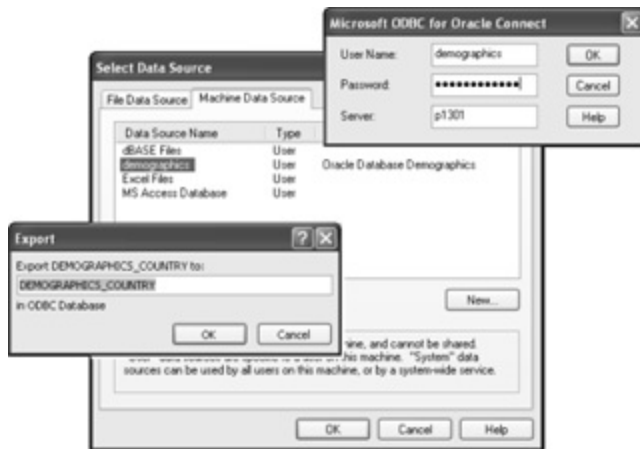 Microsoft ODBC for Oracle Connect
User Name: demographics OK
Password: ************ Cancel
Server: p1301 Help
Select Data Source
File Data Source Machine Data Source
Data Source Name Type
dBASE Files User
demographics User Oracle Database Demographics
Excel Files User
MS Access Database User
New...
Export
Export DEMOGRAPHICS_COUNTRY to:
DEMOGRAPHICS_COUNTRY
in ODBC Database
OK Cancel
and cannot be shared.
this machine. "System" data
sources can be used by all users on this machine, or by a system-wide service.
OK Cancel Help